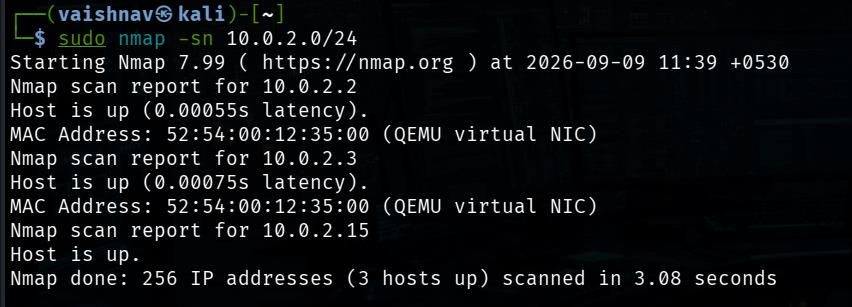 ┌──(vaishnav㉿kali)-[~]
└─$ sudo nmap -sn 10.0.2.0/24
Starting Nmap 7.99 ( https://nmap.org ) at 2026-09-09 11:39 +0530
Nmap scan report for 10.0.2.2
Host is up (0.00055s latency).
MAC Address: 52:54:00:12:35:00 (QEMU virtual NIC)
Nmap scan report for 10.0.2.3
Host is up (0.00075s latency).
MAC Address: 52:54:00:12:35:00 (QEMU virtual NIC)
Nmap scan report for 10.0.2.15
Host is up.
Nmap done: 256 IP addresses (3 hosts up) scanned in 3.08 seconds